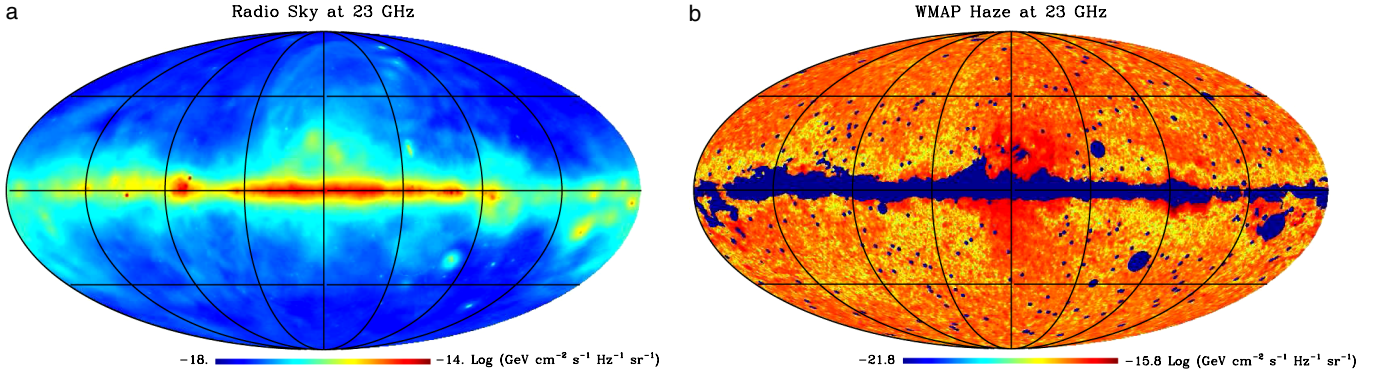 a
Radio Sky at 23 GHz
−18.
−14. Log (GeV cm⁻² s⁻¹ Hz⁻¹ sr⁻¹)
b
WMAP Haze at 23 GHz
−21.8
−15.8 Log (GeV cm⁻² s⁻¹ Hz⁻¹ sr⁻¹)